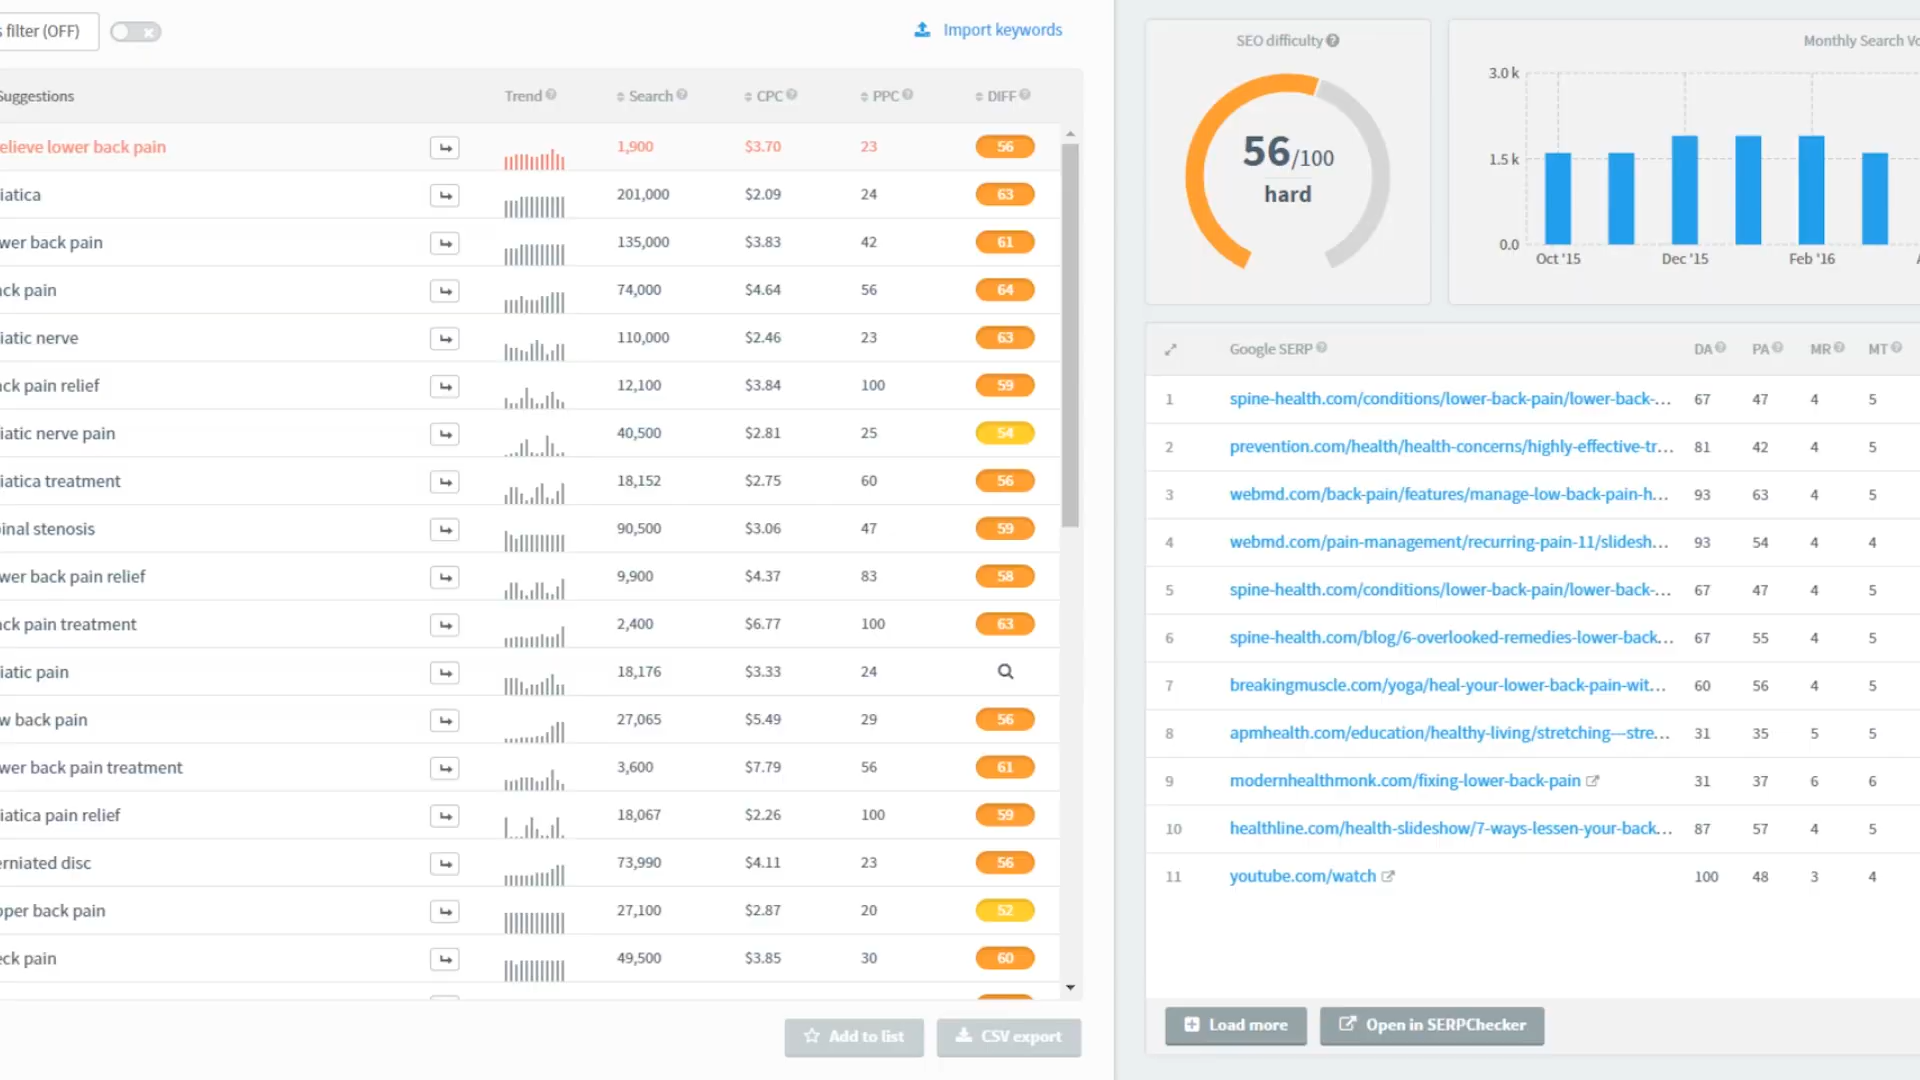 s filter (OFF)
Import keywords
Suggestions Trend Search CPC PPC DIFF
elieve lower back pain 1,900 $3.70 23 56
iatica 201,000 $2.09 24 63
wer back pain 135,000 $3.83 42 61
ck pain 74,000 $4.64 56 64
iatic nerve 110,000 $2.46 23 63
ck pain relief 12,100 $3.84 100 59
iatic nerve pain 40,500 $2.81 25 54
iatica treatment 18,152 $2.75 60 56
inal stenosis 90,500 $3.06 47 59
wer back pain relief 9,900 $4.37 83 58
ck pain treatment 2,400 $6.77 100 63
iatic pain 18,176 $3.33 24
w back pain 27,065 $5.49 29 56
wer back pain treatment 3,600 $7.79 56 61
iatica pain relief 18,067 $2.26 100 59
erniated disc 73,990 $4.11 23 56
pper back pain 27,100 $2.87 20 52
eck pain 49,500 $3.85 30 60
Add to list CSV export
SEO difficulty
56/100
hard
Monthly Search Vo
3.0 k
1.5 k
0.0
Oct '15 Dec '15 Feb '16 A
Google SERP DA PA MR MT
1 spine-health.com/conditions/lower-back-pain/lower-back-... 67 47 4 5
2 prevention.com/health/health-concerns/highly-effective-tr... 81 42 4 5
3 webmd.com/back-pain/features/manage-low-back-pain-h... 93 63 4 5
4 webmd.com/pain-management/recurring-pain-11/slidesh... 93 54 4 4
5 spine-health.com/conditions/lower-back-pain/lower-back-... 67 47 4 5
6 spine-health.com/blog/6-overlooked-remedies-lower-back... 67 55 4 5
7 breakingmuscle.com/yoga/heal-your-lower-back-pain-wit... 60 56 4 5
8 apmhealth.com/education/healthy-living/stretching---stre... 31 35 5 5
9 modernhealthmonk.com/fixing-lower-back-pain 31 37 6 6
10 healthline.com/health-slideshow/7-ways-lessen-your-back... 87 57 4 5
11 youtube.com/watch 100 48 3 4
Load more Open in SERPChecker